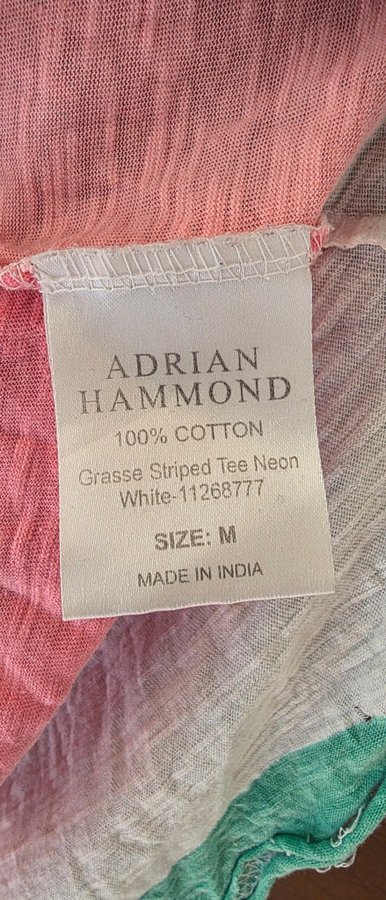 ADRIAN
HAMMOND
100% COTTON
Grasse Striped Tee Neon
White-11268777
SIZE: M
MADE IN INDIA